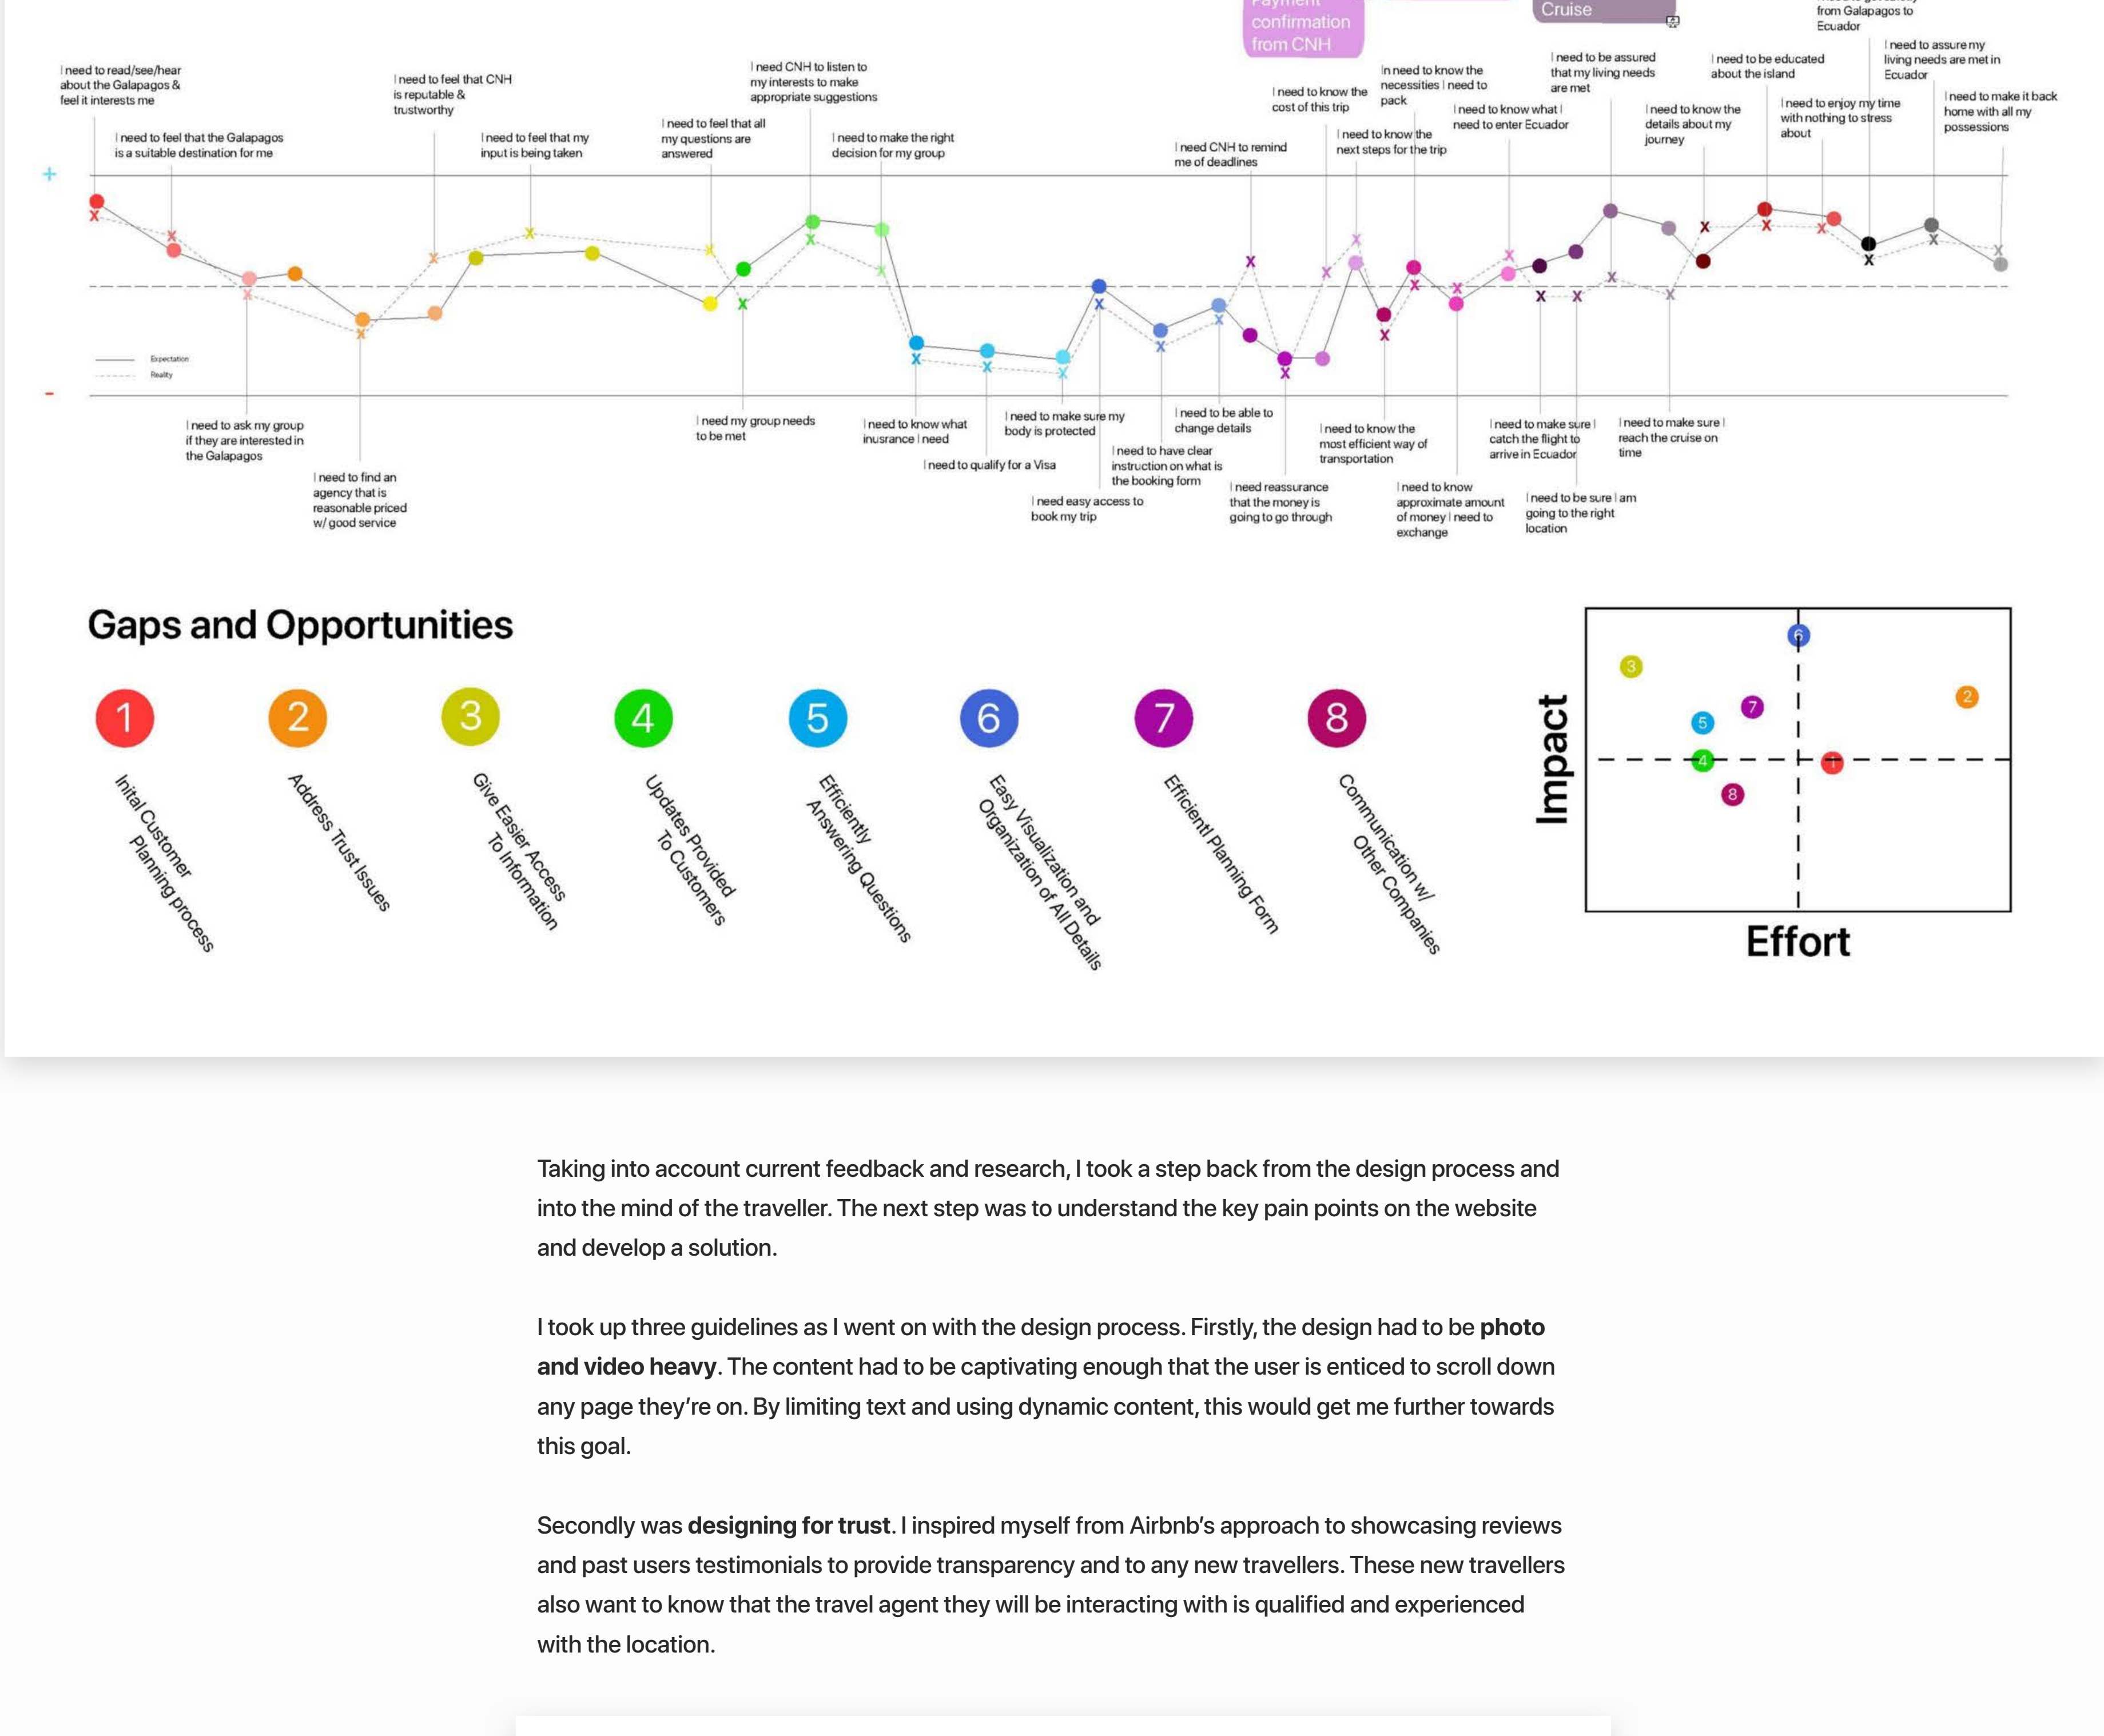 Payment
confirmation
from CNH
Cruise
from Galapagos to
Ecuador
I need to read/see/hear
about the Galapagos &
feel it interests me
I need to feel that the Galapagos
is a suitable destination for me
I need to feel that CNH
is reputable &
trustworthy
I need to feel that my
input is being taken
I need to feel that all
my questions are
answered
I need CNH to listen to
my interests to make
appropriate suggestions
I need to make the right
decision for my group
I need CNH to remind
me of deadlines
I need to know the
cost of this trip
I need to know the
next steps for the trip
In need to know the
necessities I need to
pack
I need to know what I
need to enter Ecuador
I need to be assured
that my living needs
are met
I need to know the
details about my
journey
I need to be educated
about the island
I need to enjoy my time
with nothing to stress
about
I need to assure my
living needs are met in
Ecuador
I need to make it back
home with all my
possessions
+
Expectation
Reality
-
I need to ask my group
if they are interested in
the Galapagos
I need to find an
agency that is
reasonable priced
w/ good service
I need my group needs
to be met
I need to know what
inusrance I need
I need to qualify for a Visa
I need to make sure my
body is protected
I need easy access to
book my trip
I need to have clear
instruction on what is
the booking form
I need to be able to
change details
I need reassurance
that the money is
going to go through
I need to know the
most efficient way of
transportation
I need to know
approximate amount
of money I need to
exchange
I need to make sure I
catch the flight to
arrive in Ecuador
I need to be sure I am
going to the right
location
I need to make sure I
reach the cruise on
time
Gaps and Opportunities
1
2
3
4
5
6
7
8
Inital Customer
Planning process
Address Trust Issues
Give Easier Access
To Information
Updates Provided
To Customers
Efficiently
Answering Questions
Easy Visualization and
Organization of All Details
Efficientl Planning Form
Communication w/
Other Companies
Impact
6
3
2
7
5
4
1
8
Effort
Taking into account current feedback and research, I took a step back from the design process and
into the mind of the traveller. The next step was to understand the key pain points on the website
and develop a solution.
I took up three guidelines as I went on with the design process. Firstly, the design had to be photo
and video heavy. The content had to be captivating enough that the user is enticed to scroll down
any page they’re on. By limiting text and using dynamic content, this would get me further towards
this goal.
Secondly was designing for trust. I inspired myself from Airbnb’s approach to showcasing reviews
and past users testimonials to provide transparency and to any new travellers. These new travellers
also want to know that the travel agent they will be interacting with is qualified and experienced
with the location.